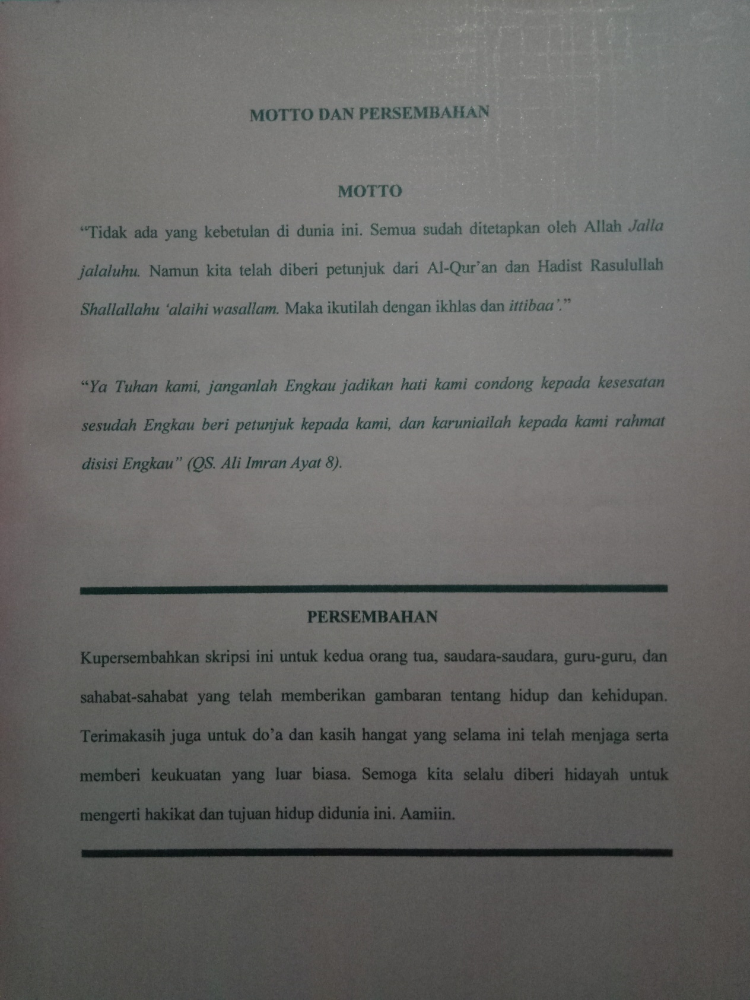 MOTTO DAN PERSEMBAHAN
MOTTO
“Tidak ada yang kebetulan di dunia ini. Semua sudah ditetapkan oleh Allah Jalla
jalaluhu. Namun kita telah diberi petunjuk dari Al-Qur’an dan Hadist Rasulullah
Shallallahu ‘alaihi wasallam. Maka ikutilah dengan ikhlas dan ittibaa’.”
“Ya Tuhan kami, janganlah Engkau jadikan hati kami condong kepada kesesatan
sesudah Engkau beri petunjuk kepada kami, dan karuniailah kepada kami rahmat
disisi Engkau” (QS. Ali Imran Ayat 8).
PERSEMBAHAN
Kupersembahkan skripsi ini untuk kedua orang tua, saudara-saudara, guru-guru, dan
sahabat-sahabat yang telah memberikan gambaran tentang hidup dan kehidupan.
Terimakasih juga untuk do’a dan kasih hangat yang selama ini telah menjaga serta
memberi keukuatan yang luar biasa. Semoga kita selalu diberi hidayah untuk
mengerti hakikat dan tujuan hidup didunia ini. Aamiin.